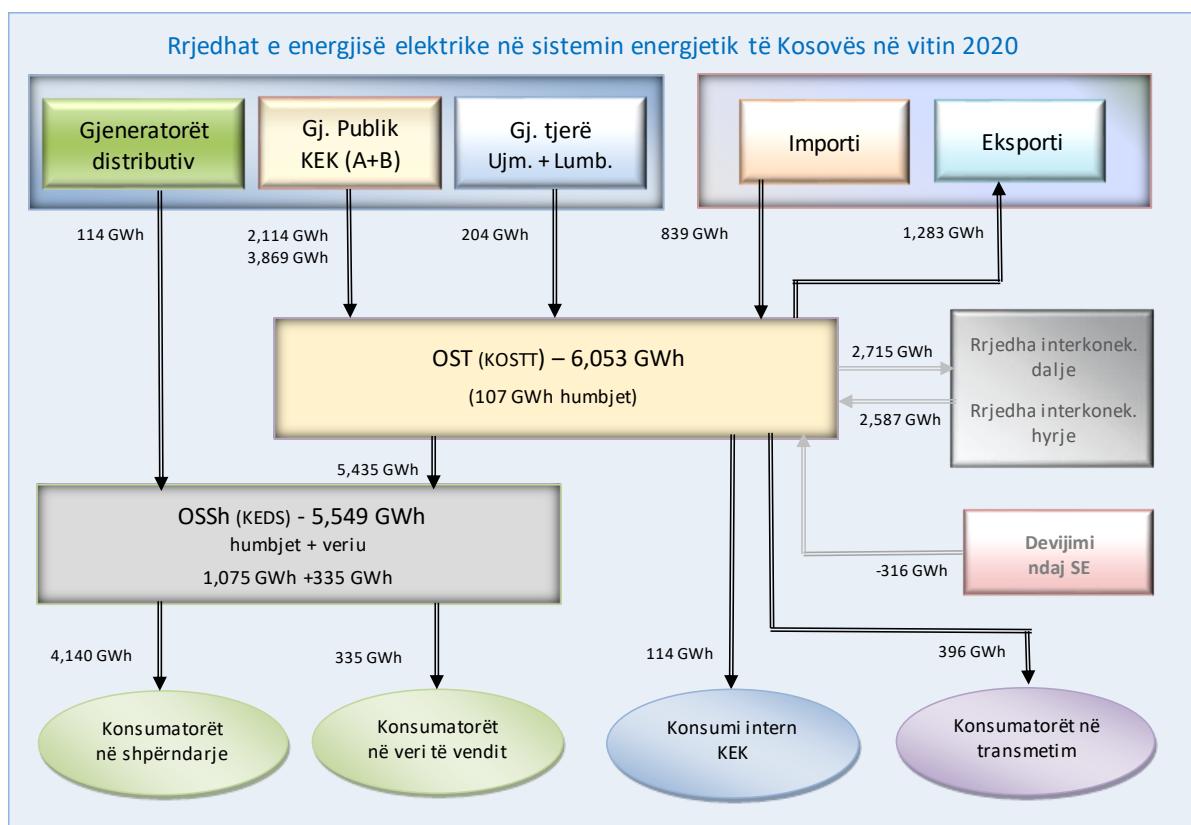 Rrjedhat e energjisë elektrike në sistemin energjetik të Kosovës në vitin 2020
Gjeneratorët
distributiv
Gj. Publik
KEK (A+B)
Gj. tjerë
Ujm. + Lumb.
Importi
Eksporti
114 GWh
2,114 GWh
3,869 GWh
204 GWh
839 GWh
1,283 GWh
OST (KOSTT) – 6,053 GWh
(107 GWh humbjet)
2,715 GWh
2,587 GWh
Rrjedha interkonek.
dalje
Rrjedha interkonek.
hyrje
5,435 GWh
OSSh (KEDS) - 5,549 GWh
humbjet + veriu
1,075 GWh +335 GWh
Devijimi
ndaj SE
-316 GWh
4,140 GWh
335 GWh
114 GWh
396 GWh
Konsumatorët
në shpërndarje
Konsumatorët
në veri të vendit
Konsumi intern
KEK
Konsumatorët në
transmetim